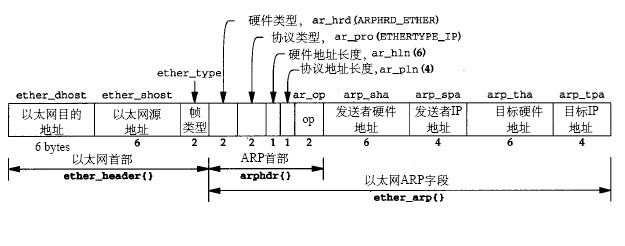 硬件类型，ar_hrd(ARPHRD_ETHER)
协议类型，ar_pro(ETHERTYPE_IP)
硬件地址长度，ar_hln(6)
协议地址长度,ar_pln(4)
ether_type
ether_dhost ether_shost ar_op arp_sha arp_spa arp_tha arp_tpa
以太网目的 以太网源 帧 op 发送者硬件 发送者IP 目标硬件 目标IP
地址 地址 类型 地址 地址 地址 地址
6 bytes 6 2 2 2 1 1 2 6 4 6 4
以太网首部 ARP首部 以太网ARP字段
ether_header{} arphdr{}
ether_arp{}